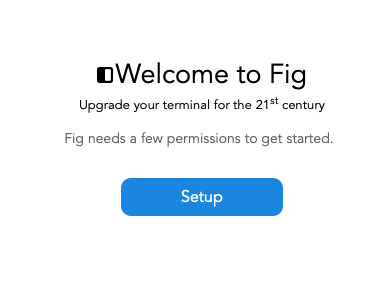 Welcome to Fig
Upgrade your terminal for the 21st century
Fig needs a few permissions to get started.
Setup